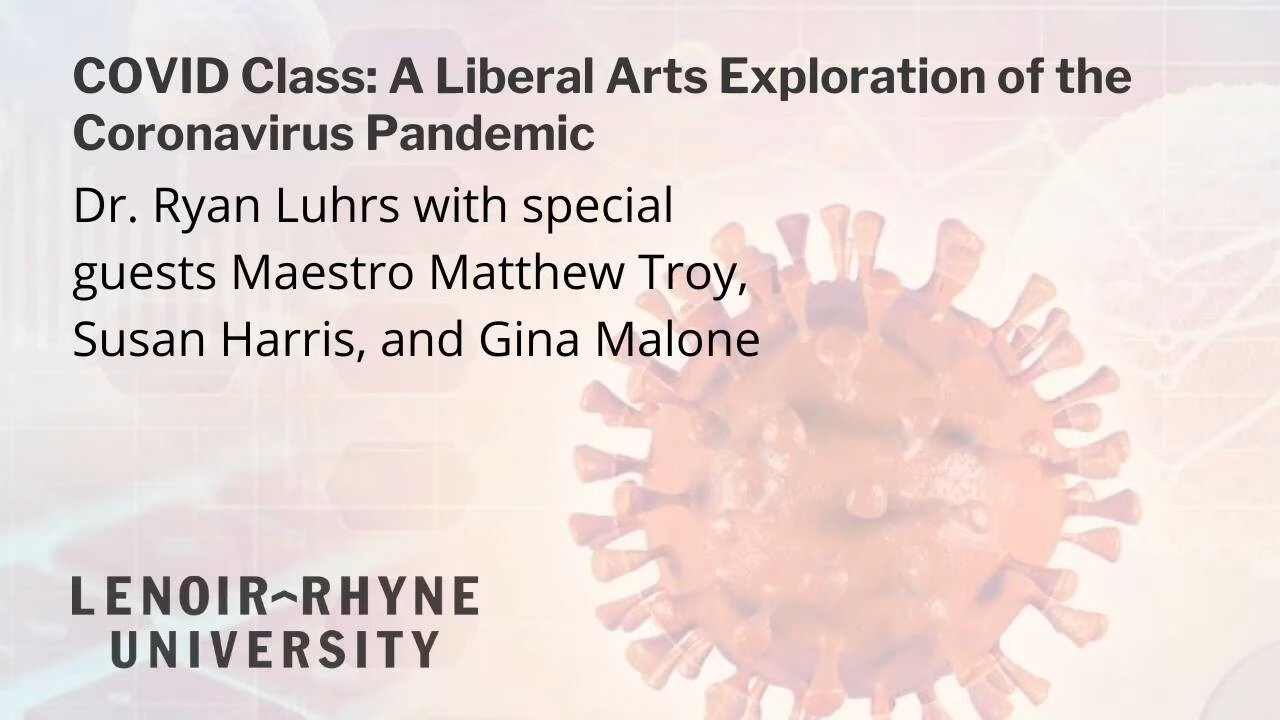 COVID Class: A Liberal Arts Exploration of the
Coronavirus Pandemic
Dr. Ryan Luhrs with special
guests Maestro Matthew Troy,
Susan Harris, and Gina Malone
LENOIR-RHYNE
UNIVERSITY